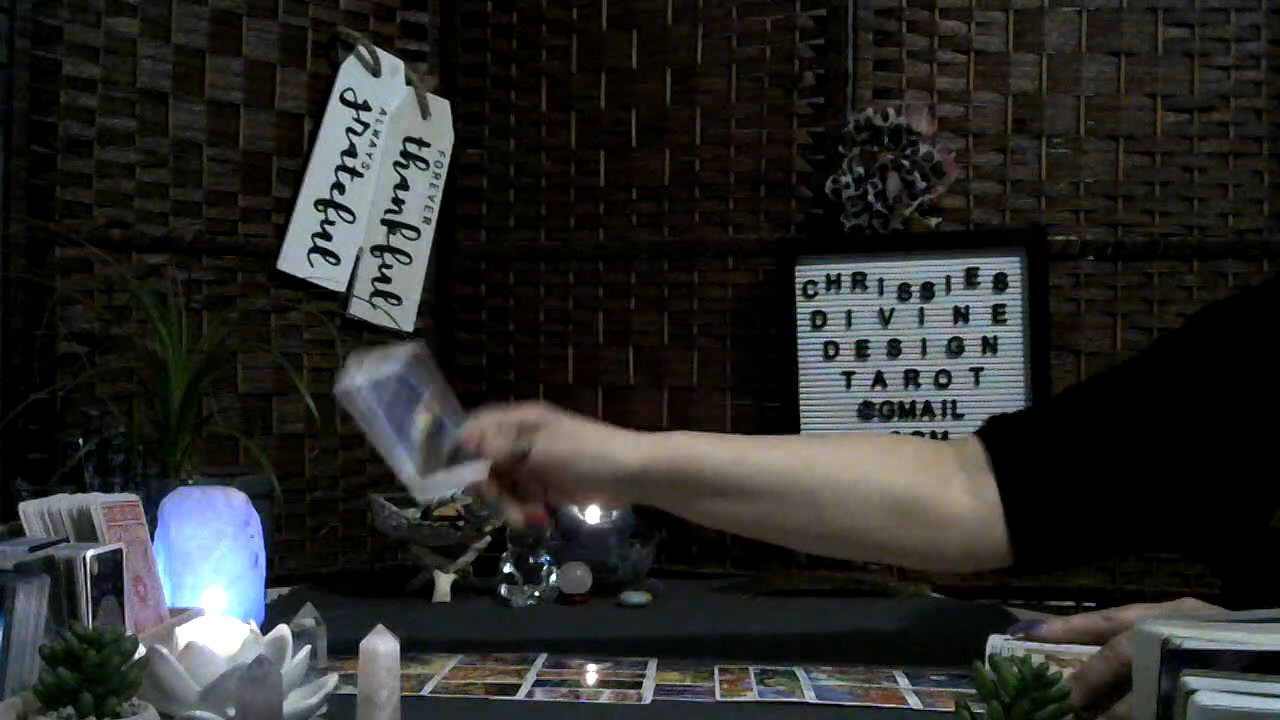 ALWAYS
grateful
FOREVER
thankful
CHRISSIES
DIVINE
DESIGN
TAROT
@GMAIL